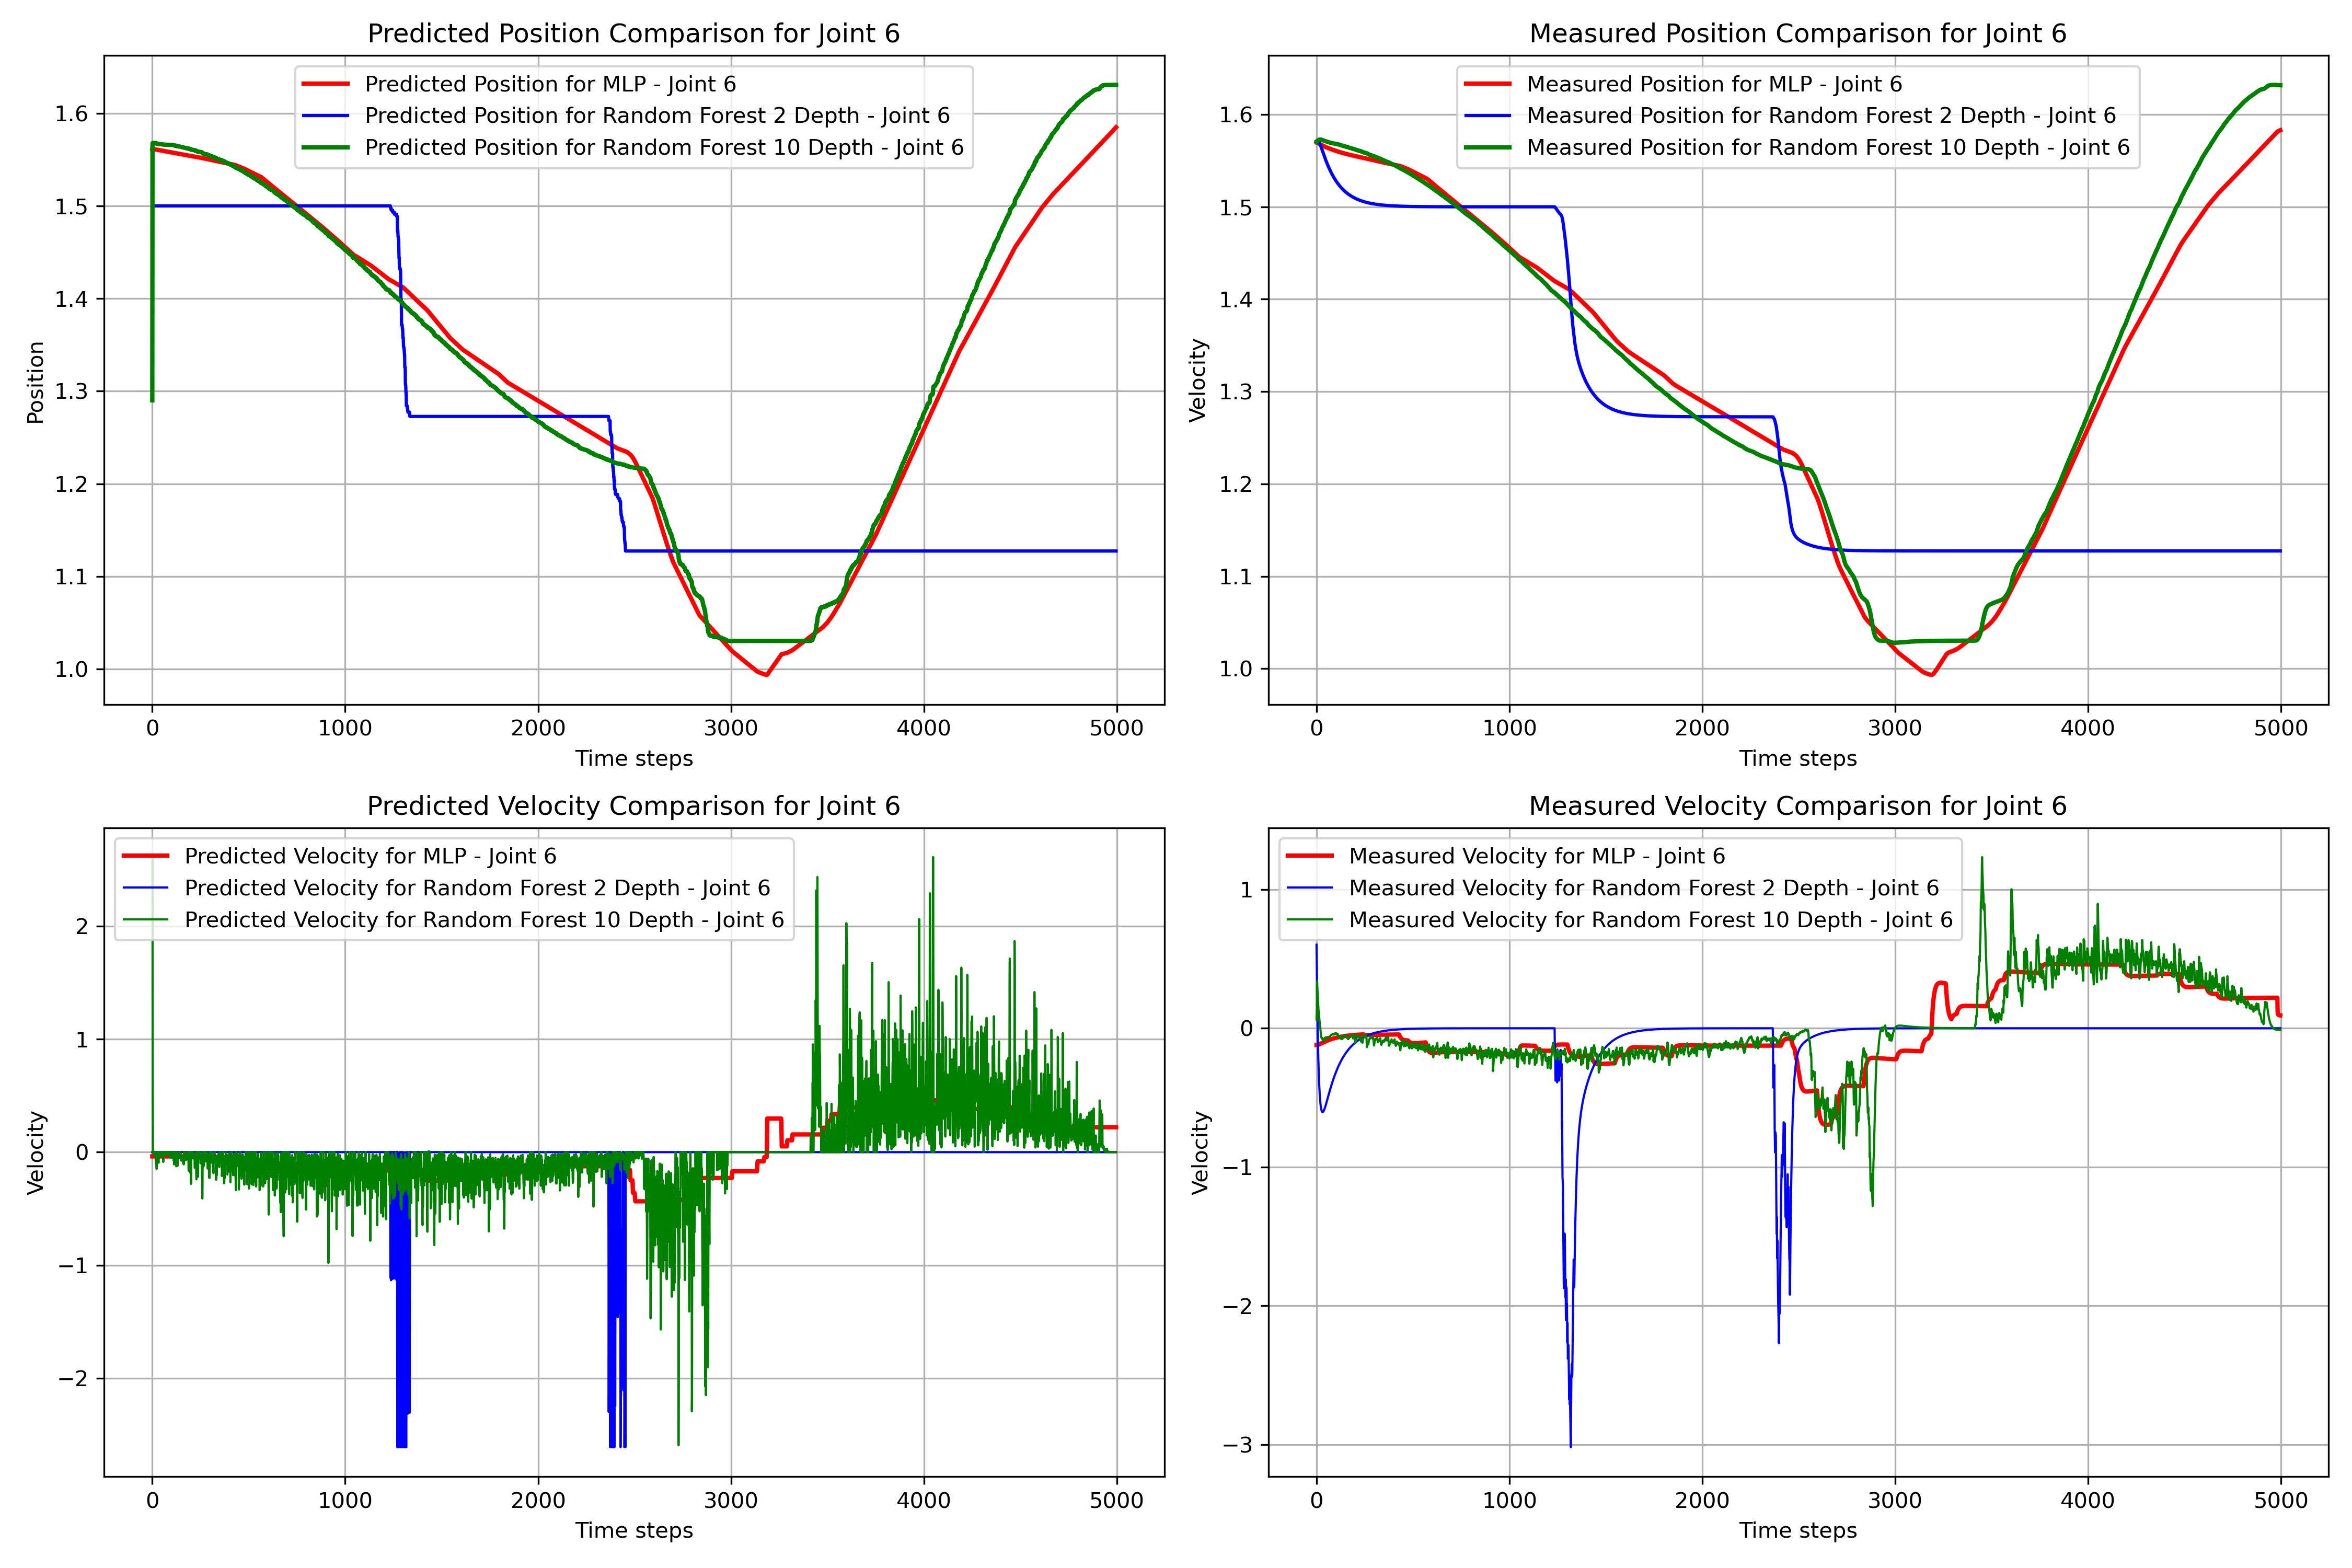 Predicted Position Comparison for Joint 6
Predicted Position for MLP - Joint 6
Predicted Position for Random Forest 2 Depth - Joint 6
Predicted Position for Random Forest 10 Depth - Joint 6
Position
1.6
1.5
1.4
1.3
1.2
1.1
1.0
0 1000 2000 3000 4000 5000
Time steps
Measured Position Comparison for Joint 6
Measured Position for MLP - Joint 6
Measured Position for Random Forest 2 Depth - Joint 6
Measured Position for Random Forest 10 Depth - Joint 6
Velocity
1.6
1.5
1.4
1.3
1.2
1.1
1.0
0 1000 2000 3000 4000 5000
Time steps
Predicted Velocity Comparison for Joint 6
Predicted Velocity for MLP - Joint 6
Predicted Velocity for Random Forest 2 Depth - Joint 6
Predicted Velocity for Random Forest 10 Depth - Joint 6
Velocity
2
1
0
−1
−2
0 1000 2000 3000 4000 5000
Time steps
Measured Velocity Comparison for Joint 6
Measured Velocity for MLP - Joint 6
Measured Velocity for Random Forest 2 Depth - Joint 6
Measured Velocity for Random Forest 10 Depth - Joint 6
Velocity
1
0
−1
−2
−3
0 1000 2000 3000 4000 5000
Time steps